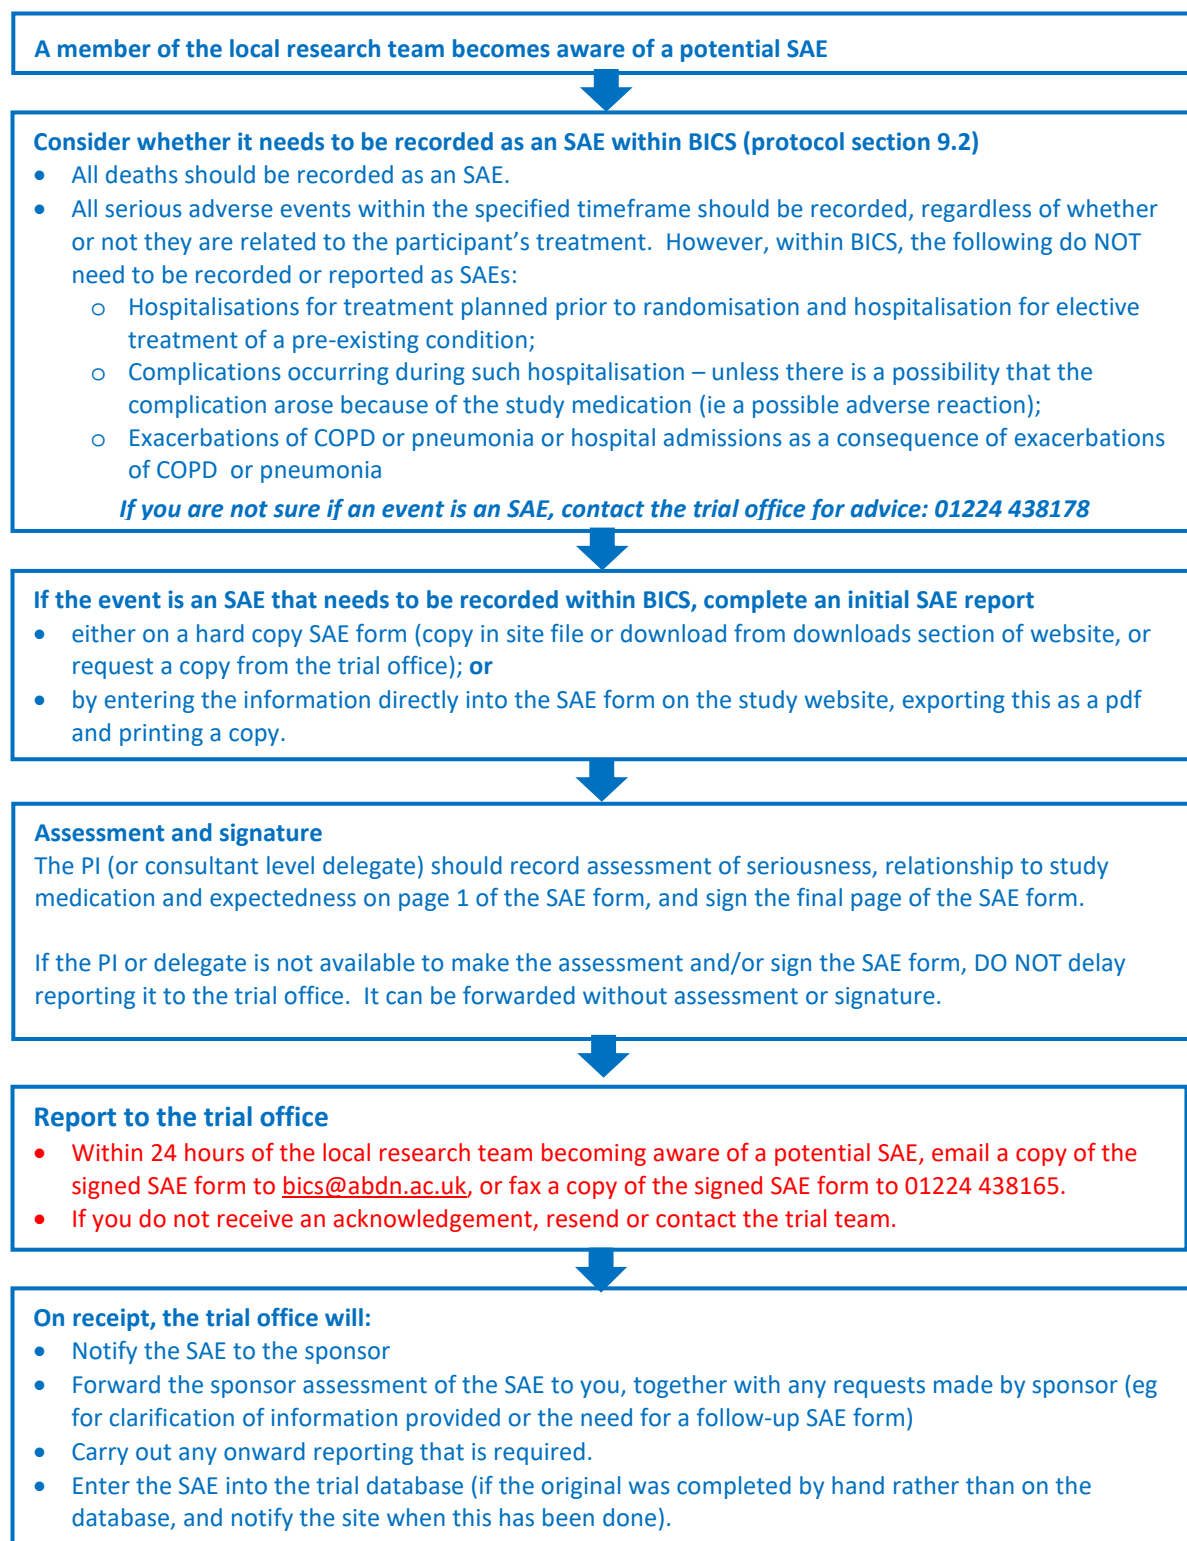 A member of the local research team becomes aware of a potential SAE
Consider whether it needs to be recorded as an SAE within BICS (protocol section 9.2)
• All deaths should be recorded as an SAE.
• All serious adverse events within the specified timeframe should be recorded, regardless of whether
or not they are related to the participant’s treatment.  However, within BICS, the following do NOT
need to be recorded or reported as SAEs:
o Hospitalisations for treatment planned prior to randomisation and hospitalisation for elective
treatment of a pre-existing condition;
o Complications occurring during such hospitalisation – unless there is a possibility that the
complication arose because of the study medication (ie a possible adverse reaction);
o Exacerbations of COPD or pneumonia or hospital admissions as a consequence of exacerbations
of COPD  or pneumonia
If you are not sure if an event is an SAE, contact the trial office for advice: 01224 438178
If the event is an SAE that needs to be recorded within BICS, complete an initial SAE report
• either on a hard copy SAE form (copy in site file or download from downloads section of website, or
request a copy from the trial office); or
• by entering the information directly into the SAE form on the study website, exporting this as a pdf
and printing a copy.
Assessment and signature
The PI (or consultant level delegate) should record assessment of seriousness, relationship to study
medication and expectedness on page 1 of the SAE form, and sign the final page of the SAE form.
If the PI or delegate is not available to make the assessment and/or sign the SAE form, DO NOT delay
reporting it to the trial office.  It can be forwarded without assessment or signature.
Report to the trial office
• Within 24 hours of the local research team becoming aware of a potential SAE, email a copy of the
signed SAE form to bics@abdn.ac.uk, or fax a copy of the signed SAE form to 01224 438165.
• If you do not receive an acknowledgement, resend or contact the trial team.
On receipt, the trial office will:
• Notify the SAE to the sponsor
• Forward the sponsor assessment of the SAE to you, together with any requests made by sponsor (eg
for clarification of information provided or the need for a follow-up SAE form)
• Carry out any onward reporting that is required.
• Enter the SAE into the trial database (if the original was completed by hand rather than on the
database, and notify the site when this has been done).